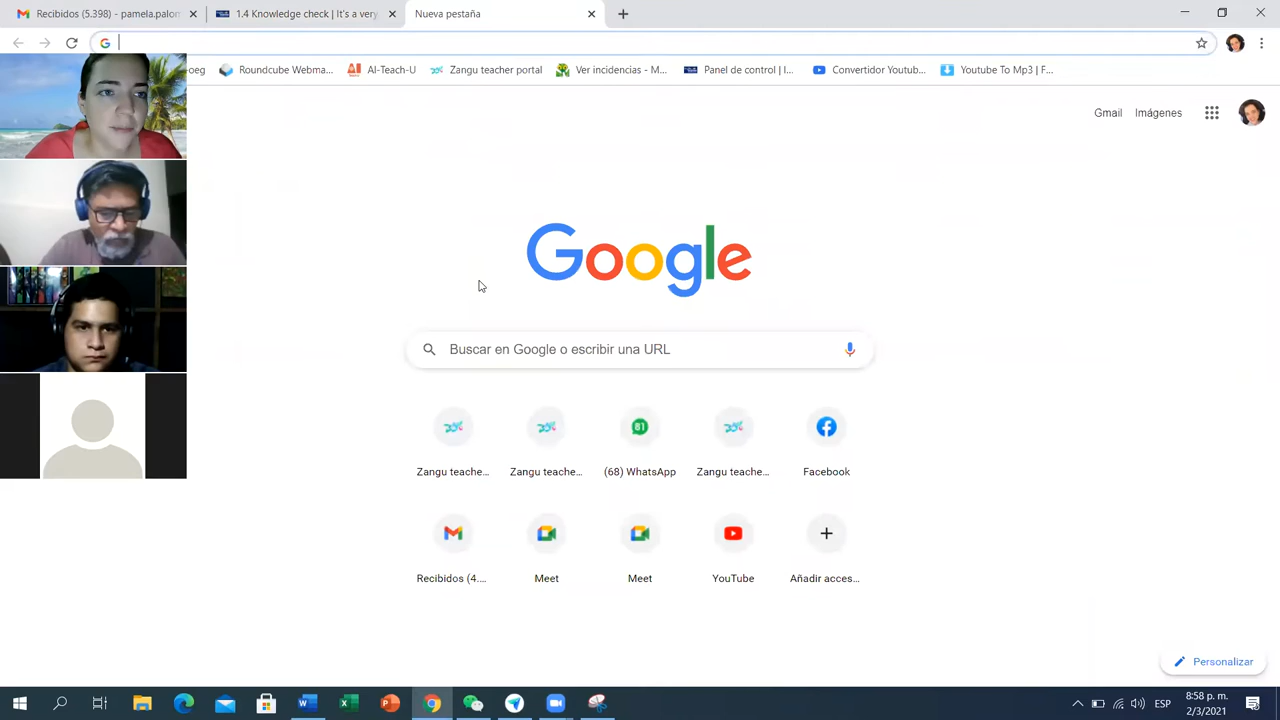 Recibidos (5.398) - pamela.palom
1.4 Knowledge check | It's a very
Nueva pestaña
oeg
Roundcube Webma...
AI-Teach-U
Zangu teacher portal
Ver incidencias - M...
Panel de control | I...
Convertidor Youtub...
Youtube To Mp3 | F...
Gmail
Imágenes
Google
Buscar en Google o escribir una URL
Zangu teache...
Zangu teache...
(68) WhatsApp
Zangu teache...
Facebook
Recibidos (4....
Meet
Meet
YouTube
Añadir acces...
Personalizar
ESP
8:58 p. m.
2/3/2021